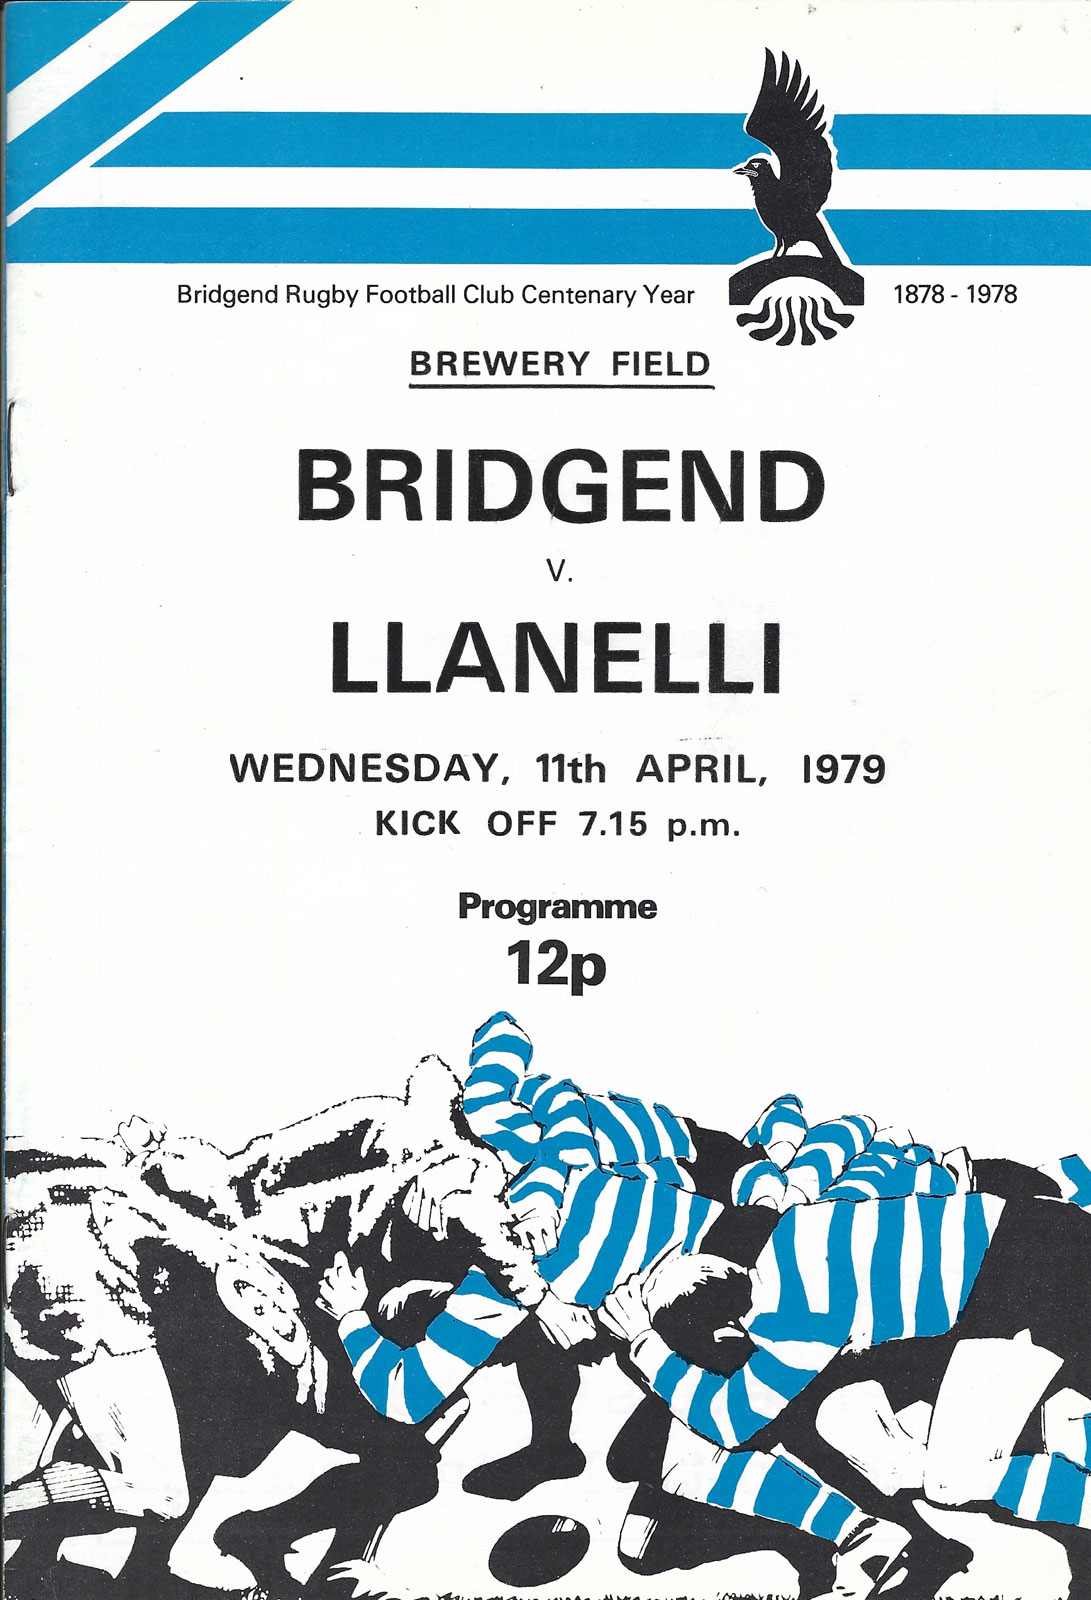 Bridgend Rugby Football Club Centenary Year 1878 - 1978
BREWERY FIELD
BRIDGEND
v.
LLANELLI
WEDNESDAY, 11th APRIL, 1979
KICK OFF 7.15 p.m.
Programme
12p